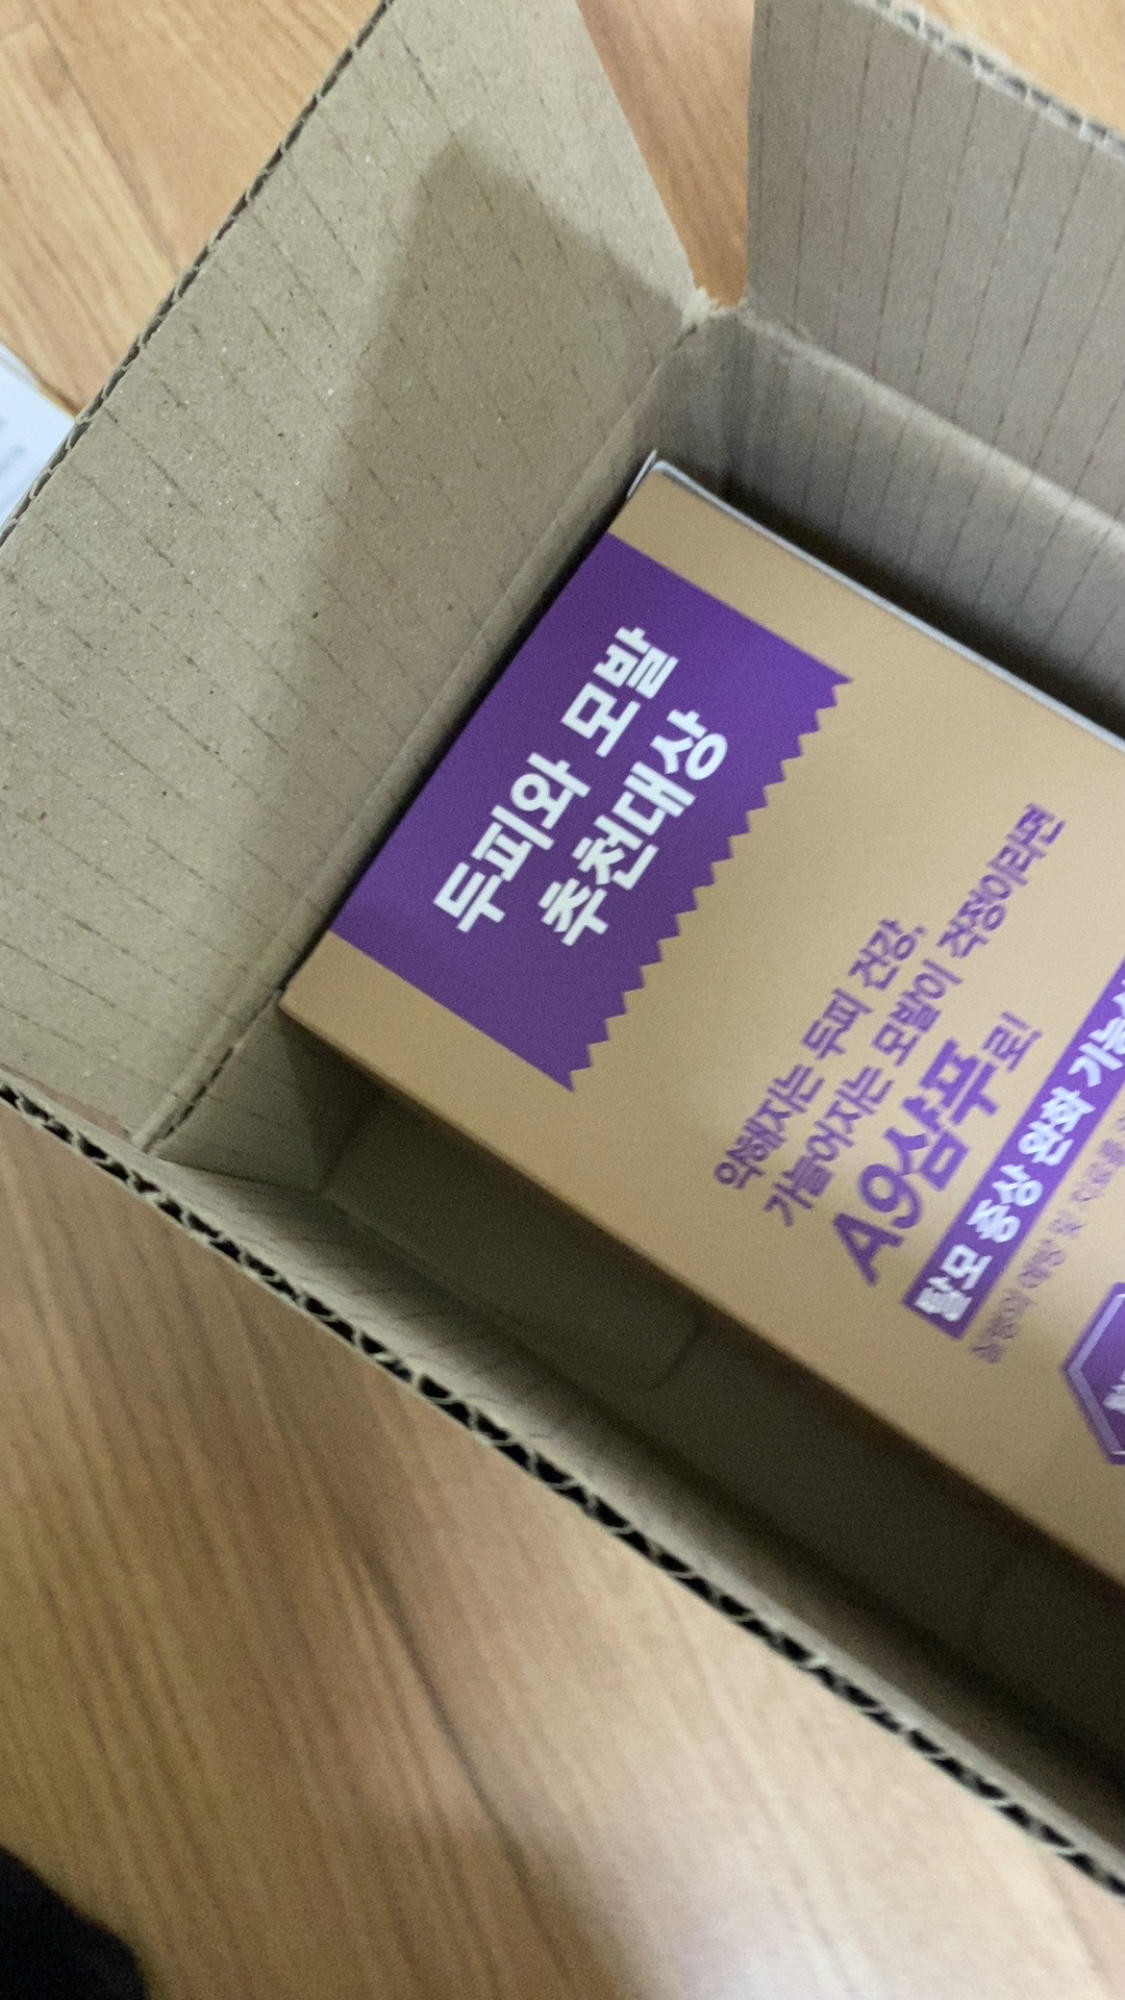 두피와 모발
추천대상
약해지는 두피 건강,
가늘어지는 모발이 걱정이라면
A9샴푸로!
탈모 증상 완화 기능성